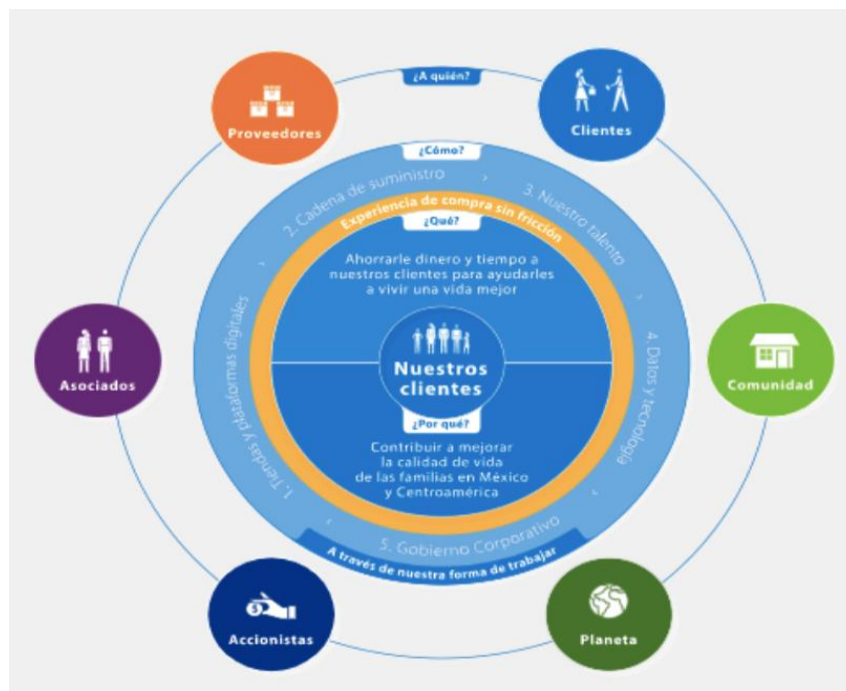 ¿A quién?
Proveedores
Clientes
¿Cómo?
2. Cadena de suministro
3. Nuestro talento
Experiencia de compra sin fricción
¿Qué?
Ahorrarle dinero y tiempo a
nuestros clientes para ayudarles
a vivir una vida mejor
1. Tiendas y plataformas digitales
4. Datos y tecnología
Asociados
Nuestros
clientes
Comunidad
¿Por qué?
Contribuir a mejorar
la calidad de vida
de las familias en México
y Centroamérica
5. Gobierno Corporativo
A través de nuestra forma de trabajar
$
Accionistas
Planeta